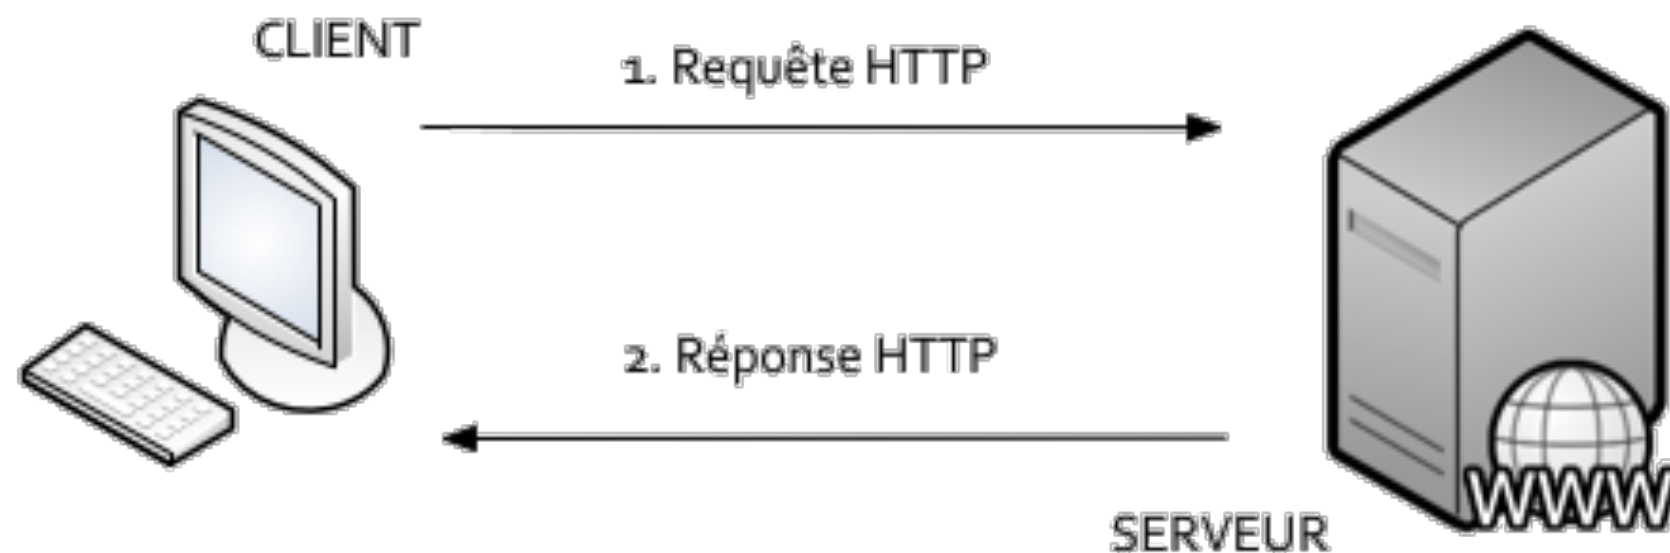 CLIENT
1. Requête HTTP
2. Réponse HTTP
WWW
SERVEUR